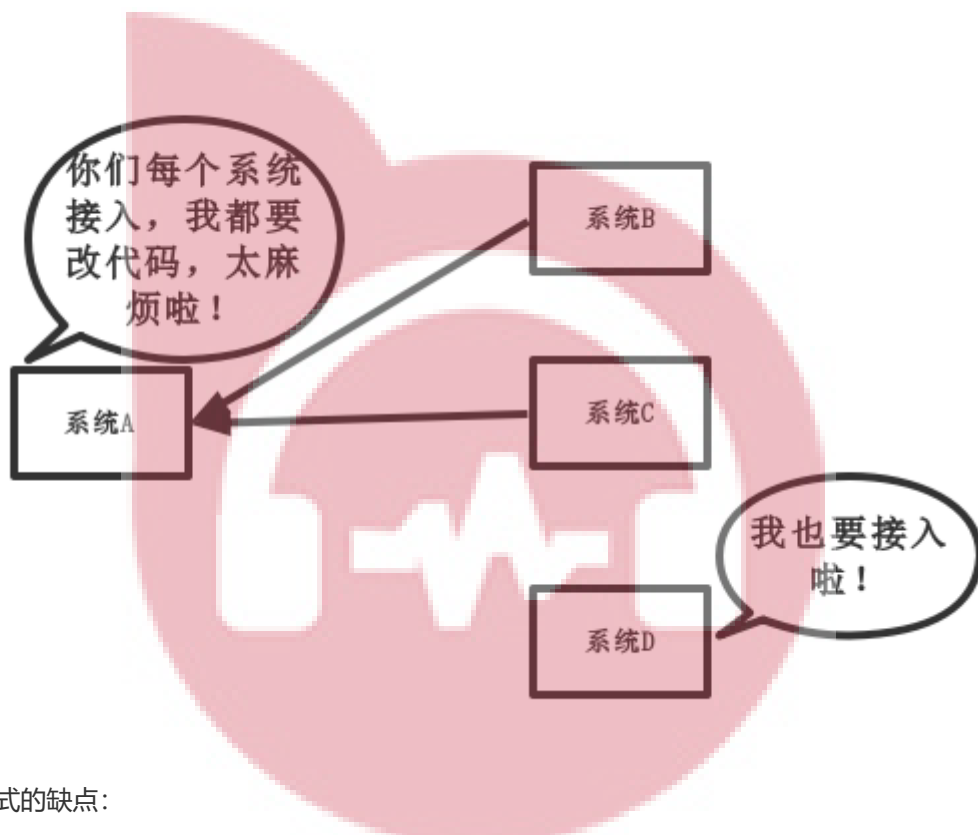 你们每个系统
接入，我都要
改代码，太麻
烦啦！
系统B
系统A
系统C
我也要接入
啦！
系统D
式的缺点：